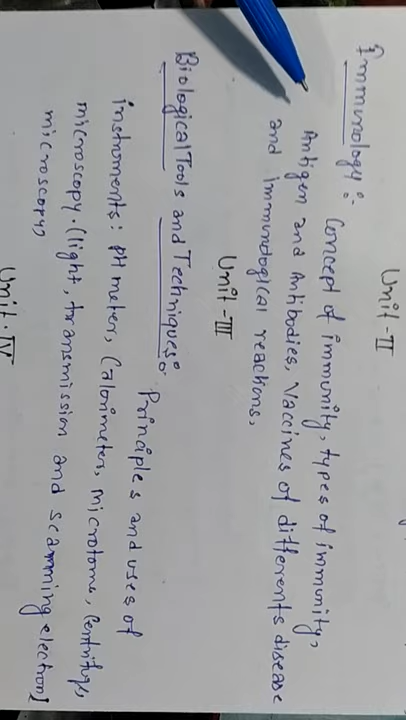 Unit-II
Immunology:- Concept of immunity, types of immunity,
Antigen and Antibodies, Vaccines of differents disease
and immunological reactions,
Unit-III
Biological Tools and Techniques:- Principles and uses of
instruments: pH meter, Calorimeter, microtome, Centrifuge,
microscopy. (light, transmission and scanning electron
microscopy)
Unit-IV